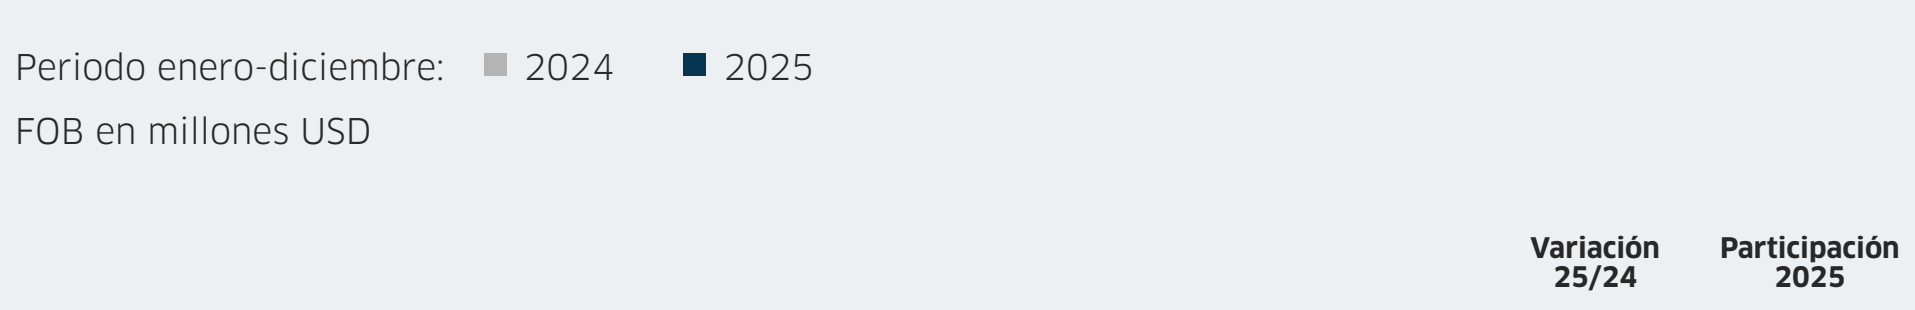 Periodo enero-diciembre: 2024 2025
FOB en millones USD
Variación Participación
25/24 2025